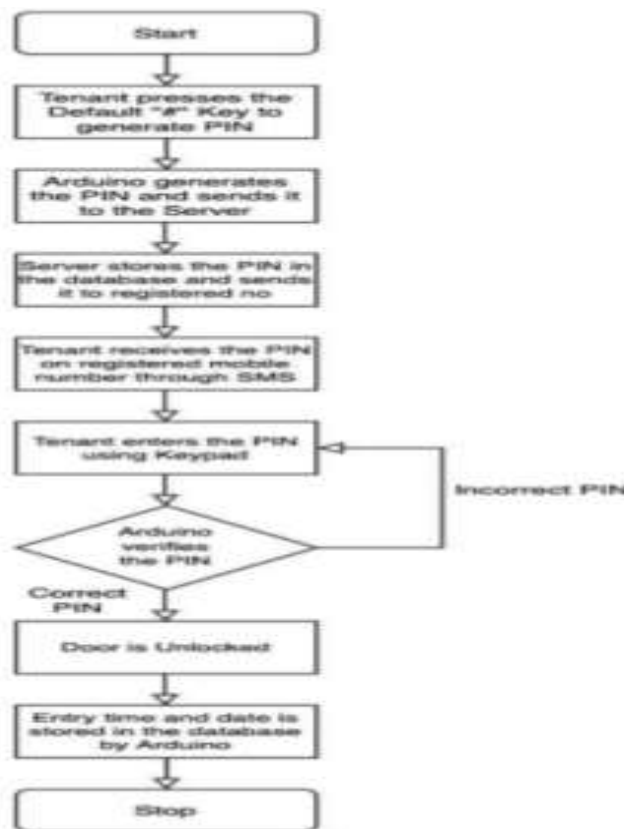 Start
Tenant presses the
Default "#" Key to
generate PIN
Arduino generates
the PIN and sends it
to the Server
Server stores the PIN in
the database and sends
it to registered no
Tenant receives the PIN
on registered mobile
number through SMS
Tenant enters the PIN
using Keypad
Incorrect PIN
Arduino
verifies
the PIN
Correct
PIN
Door is Unlocked
Entry time and date is
stored in the database
by Arduino
Stop